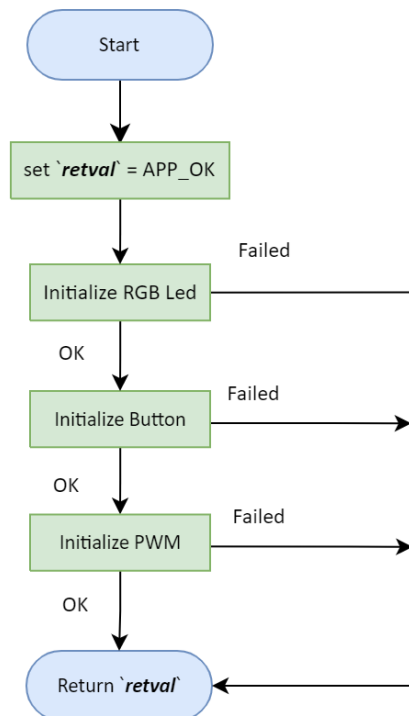 Start
set `retval` = APP_OK
Failed
Initialize RGB Led
OK
Failed
Initialize Button
OK
Failed
Initialize PWM
OK
Return `retval`